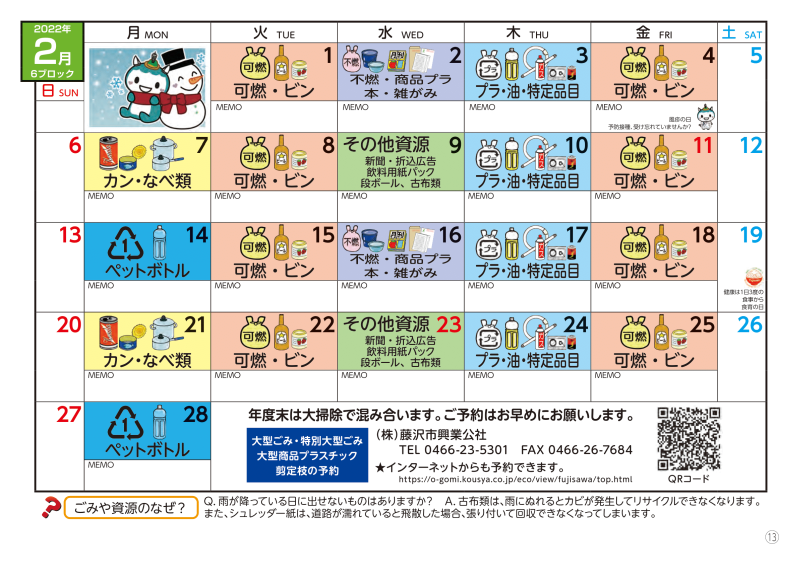 2022年
2月
6ブロック
月 MON
火 TUE
水 WED
木 THU
金 FRI
土 SAT
日 SUN
可燃
1
可燃・ビン
MEMO
不燃
月刊
2
不燃・商品プラ
本・雑がみ
MEMO
プラ
3
プラ・油・特定品目
MEMO
可燃
4
可燃・ビン
MEMO
風疹の日
予防接種、受け忘れていませんか?
5
6
7
カン・なべ類
MEMO
可燃
8
可燃・ビン
MEMO
その他資源 9
新聞・折込広告
飲料用紙パック
段ボール、古布類
MEMO
プラ
10
プラ・油・特定品目
MEMO
可燃
11
可燃・ビン
MEMO
12
13
1
14
ペットボトル
MEMO
可燃
15
可燃・ビン
MEMO
不燃
月刊
16
不燃・商品プラ
本・雑がみ
MEMO
プラ
17
プラ・油・特定品目
MEMO
可燃
18
可燃・ビン
MEMO
19
健康は1日3度の
食事から
食育の日
20
21
カン・なべ類
MEMO
可燃
22
可燃・ビン
MEMO
その他資源 23
新聞・折込広告
飲料用紙パック
段ボール、古布類
MEMO
プラ
24
プラ・油・特定品目
MEMO
可燃
25
可燃・ビン
MEMO
26
27
1
28
ペットボトル
MEMO
年度末は大掃除で混み合います。ご予約はお早めにお願いします。
大型ごみ・特別大型ごみ
大型商品プラスチック
剪定枝の予約
(株)藤沢市興業公社
TEL 0466-23-5301 FAX 0466-26-7684
★インターネットからも予約できます。
https://o-gomi.kousya.co.jp/eco/view/fujisawa/top.html
QRコード
ごみや資源のなぜ?
Q. 雨が降っている日に出せないものはありますか? A. 古布類は、雨にぬれるとカビが発生してリサイクルできなくなります。
また、シュレッダー紙は、道路が濡れていると飛散した場合、張り付いて回収できなくなってしまいます。
⑬